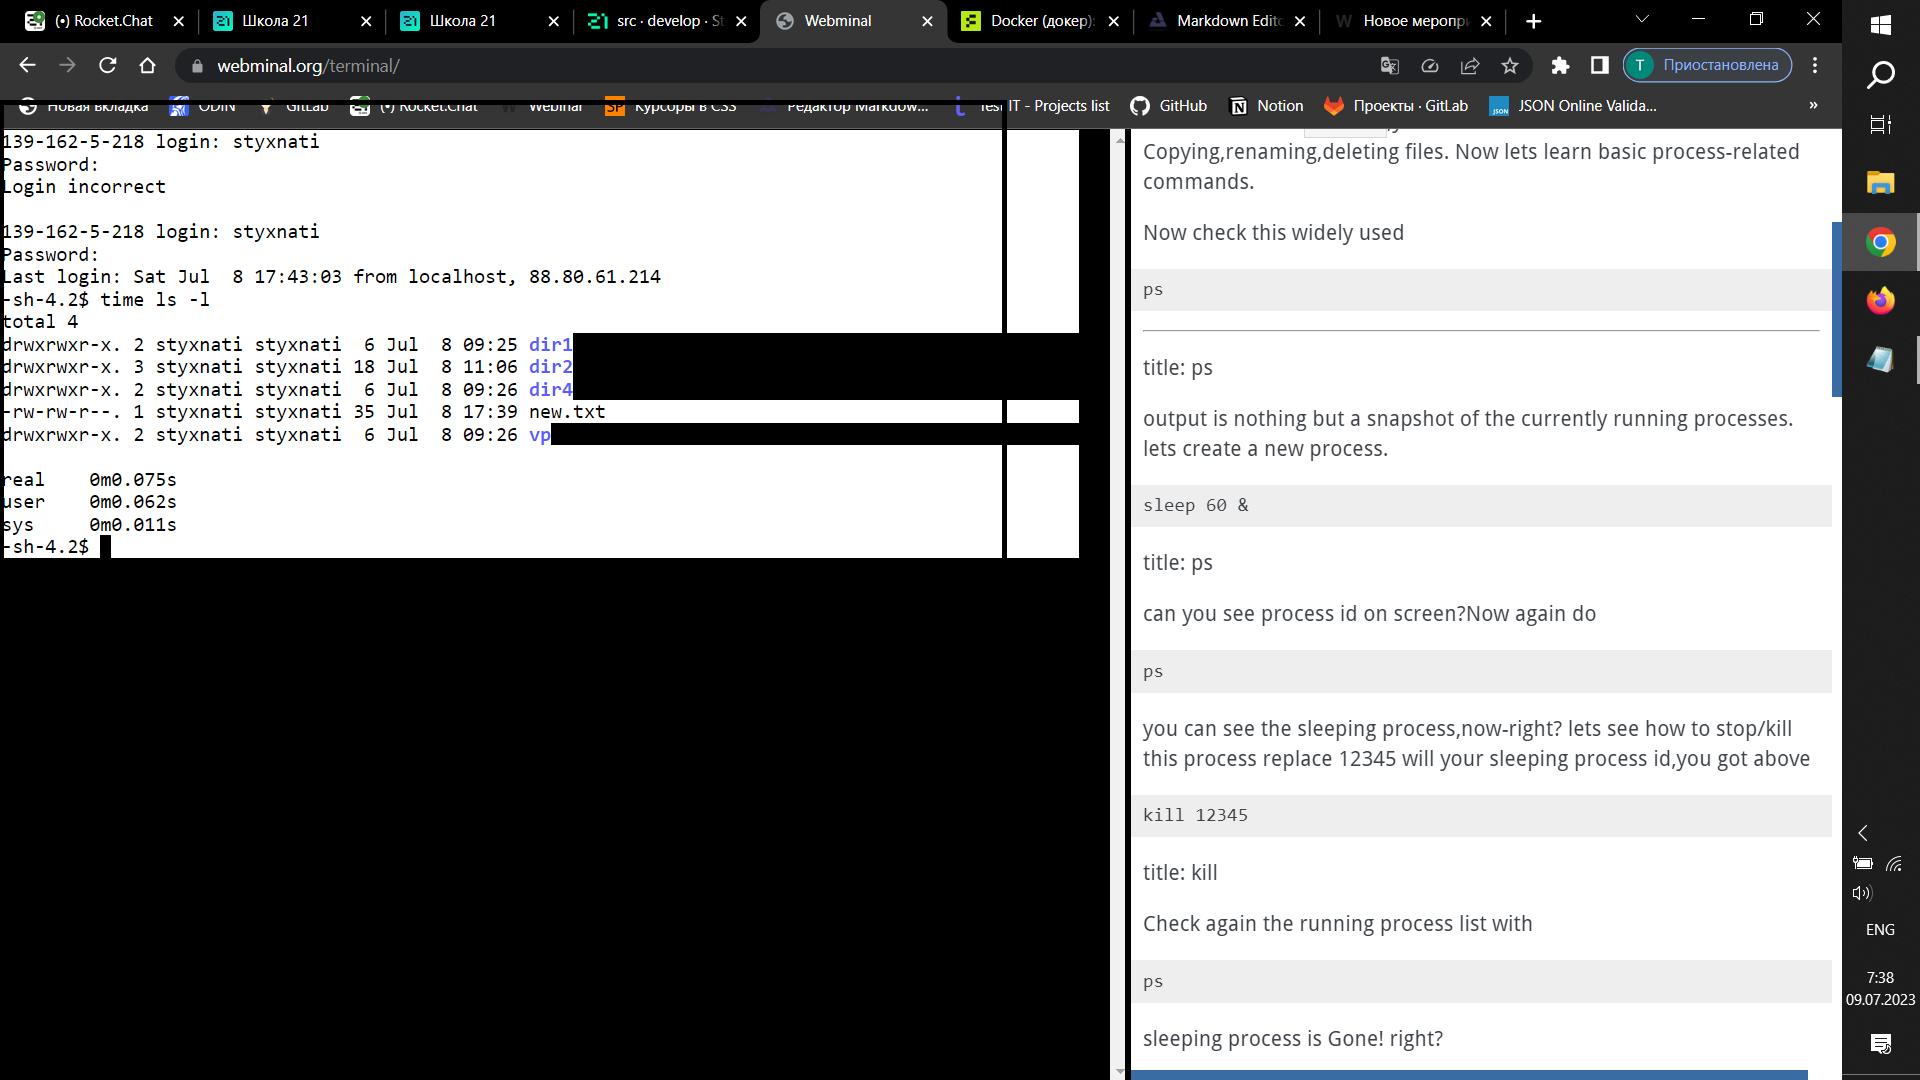 (•) Rocket.Chat
Школа 21
Школа 21
src · develop · St
Webminal
Docker (докер):
Markdown Edito
Новое меропри
webminal.org/terminal/
Приостановлена
Новая вкладка
ODIN
GitLab
(•) Rocket.Chat
Webinar
Курсоры в CSS
Редактор Markdow...
Test IT - Projects list
GitHub
Notion
Проекты · GitLab
JSON Online Valida...
»
139-162-5-218 login: styxnati
Password:
Login incorrect
139-162-5-218 login: styxnati
Password:
Last login: Sat Jul  8 17:43:03 from localhost, 88.80.61.214
-sh-4.2$ time ls -l
total 4
drwxrwxr-x. 2 styxnati styxnati  6 Jul  8 09:25 dir1
drwxrwxr-x. 3 styxnati styxnati 18 Jul  8 11:06 dir2
drwxrwxr-x. 2 styxnati styxnati  6 Jul  8 09:26 dir4
-rw-rw-r--. 1 styxnati styxnati 35 Jul  8 17:39 new.txt
drwxrwxr-x. 2 styxnati styxnati  6 Jul  8 09:26 vp
real    0m0.075s
user    0m0.062s
sys     0m0.011s
-sh-4.2$
Copying,renaming,deleting files. Now lets learn basic process-related
commands.
Now check this widely used
ps
title: ps
output is nothing but a snapshot of the currently running processes.
lets create a new process.
sleep 60 &
title: ps
can you see process id on screen?Now again do
ps
you can see the sleeping process,now-right? lets see how to stop/kill
this process replace 12345 will your sleeping process id,you got above
kill 12345
title: kill
Check again the running process list with
ps
sleeping process is Gone! right?
ENG
7:38
09.07.2023